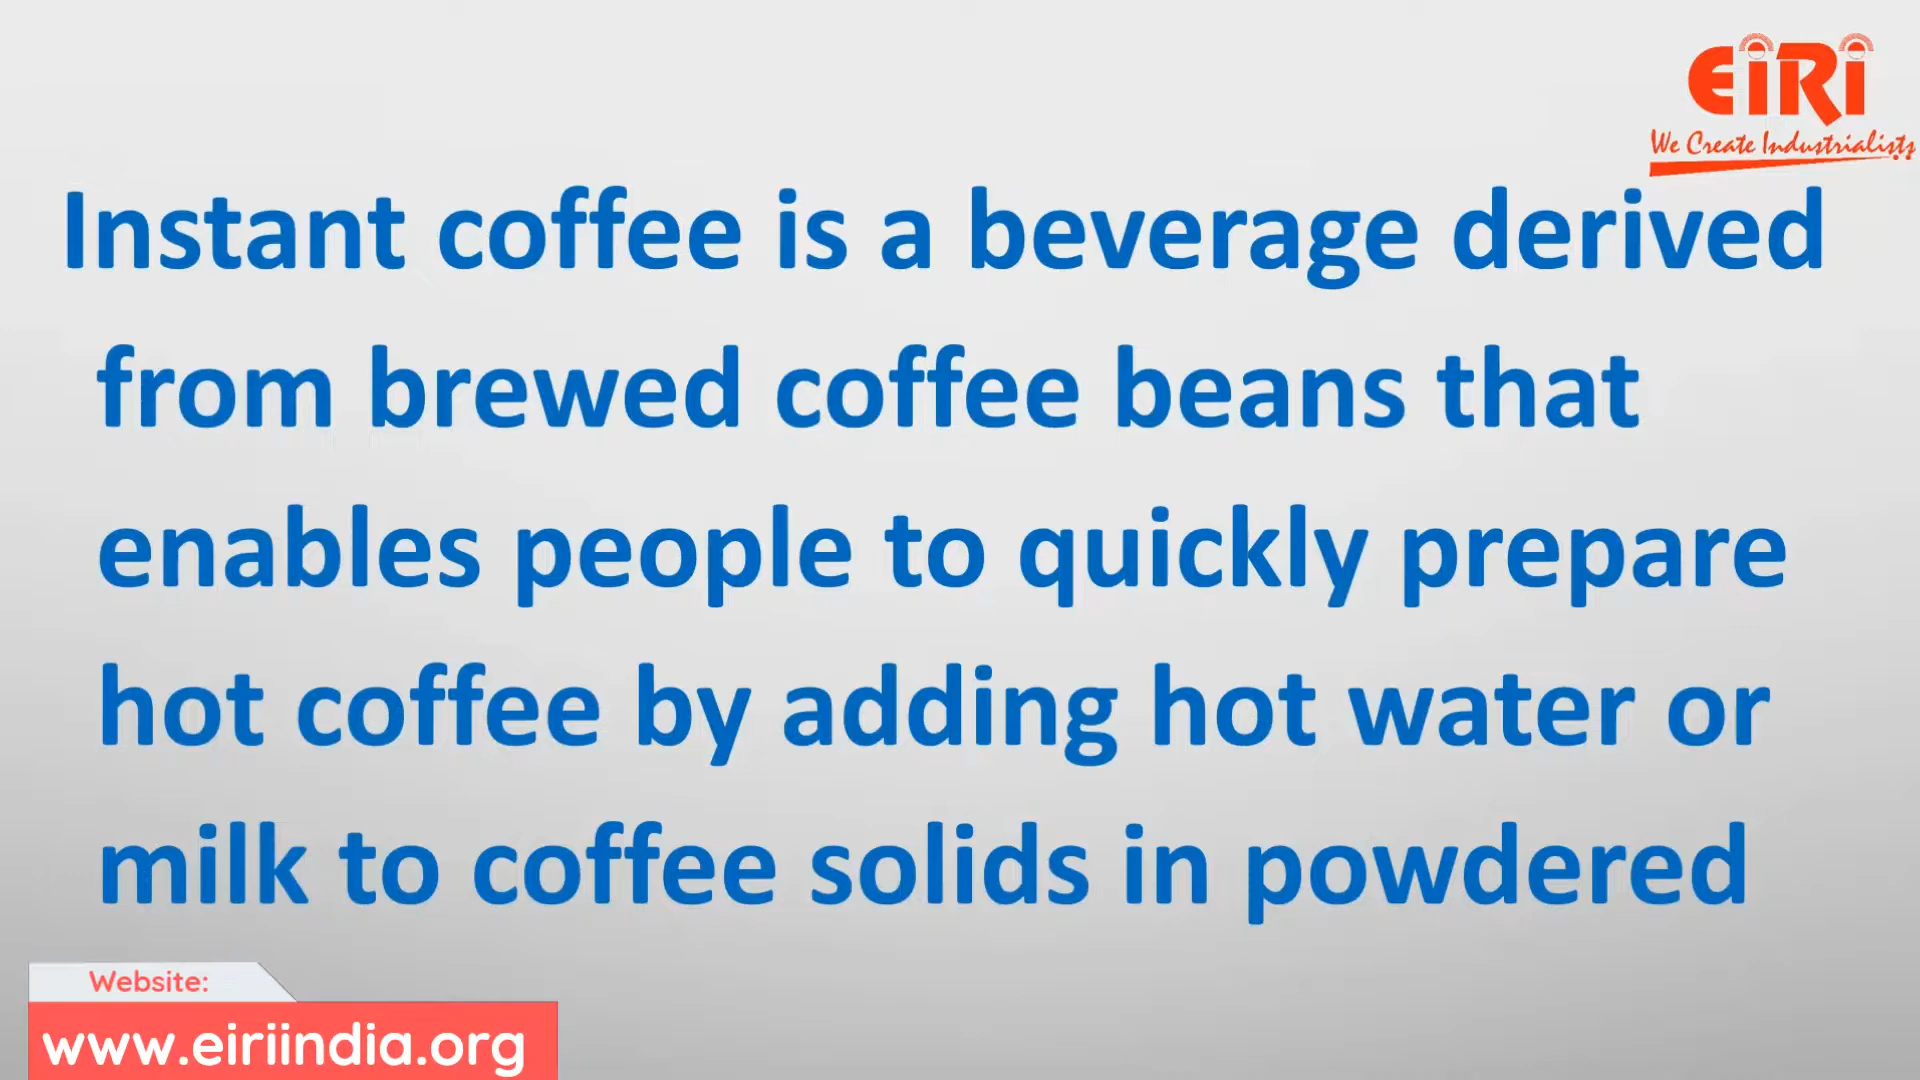 EiRi
We Create Industrialists
Instant coffee is a beverage derived
from brewed coffee beans that
enables people to quickly prepare
hot coffee by adding hot water or
milk to coffee solids in powdered
Website:
www.eiriindia.org